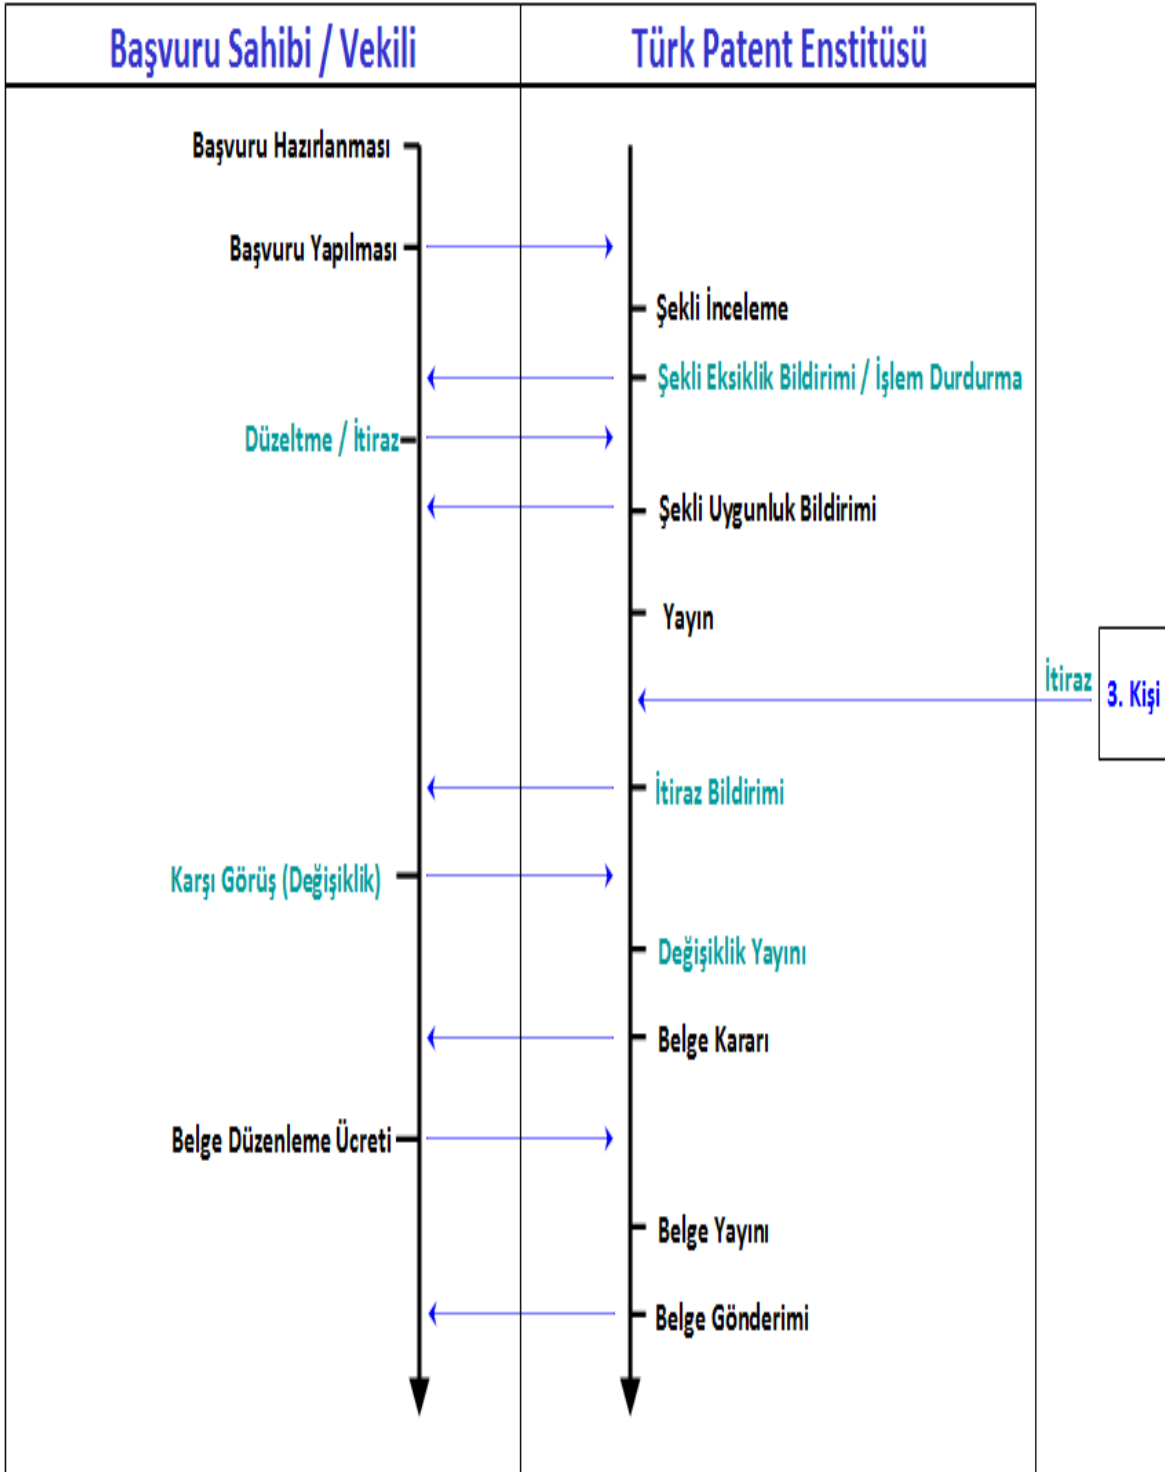 Başvuru Sahibi / Vekili
Türk Patent Enstitüsü
Başvuru Hazırlanması
Başvuru Yapılması
Şekli İnceleme
Şekli Eksiklik Bildirimi / İşlem Durdurma
Düzeltme / İtiraz
Şekli Uygunluk Bildirimi
Yayın
İtiraz
3. Kişi
İtiraz Bildirimi
Karşı Görüş (Değişiklik)
Değişiklik Yayını
Belge Kararı
Belge Düzenleme Ücreti
Belge Yayını
Belge Gönderimi